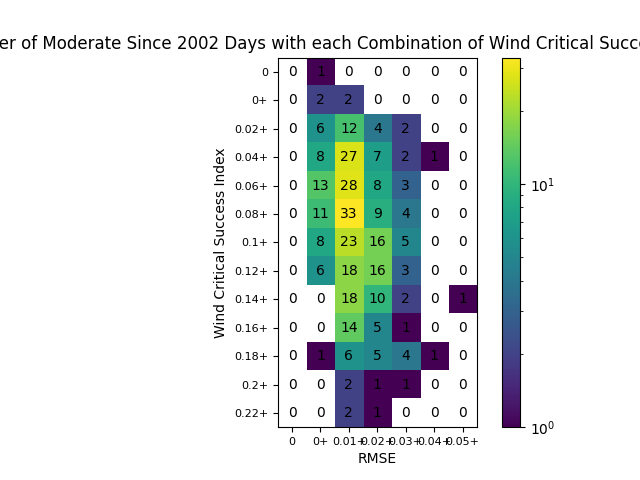 er of Moderate Since 2002 Days with each Combination of Wind Critical Succe
0 0 1 0 0 0 0 0
0+ 0 2 2 0 0 0 0
0.02+ 0 6 12 4 2 0 0
0.04+ 0 8 27 7 2 1 0
0.06+ 0 13 28 8 3 0 0
0.08+ 0 11 33 9 4 0 0
0.1+ 0 8 23 16 5 0 0
0.12+ 0 6 18 16 3 0 0
0.14+ 0 0 18 10 2 0 1
0.16+ 0 0 14 5 1 0 0
0.18+ 0 1 6 5 4 1 0
0.2+ 0 0 2 1 1 0 0
0.22+ 0 0 2 1 0 0 0
0 0+ 0.01+ 0.02+ 0.03+ 0.04+ 0.05+
RMSE
Wind Critical Success Index
10¹
10⁰